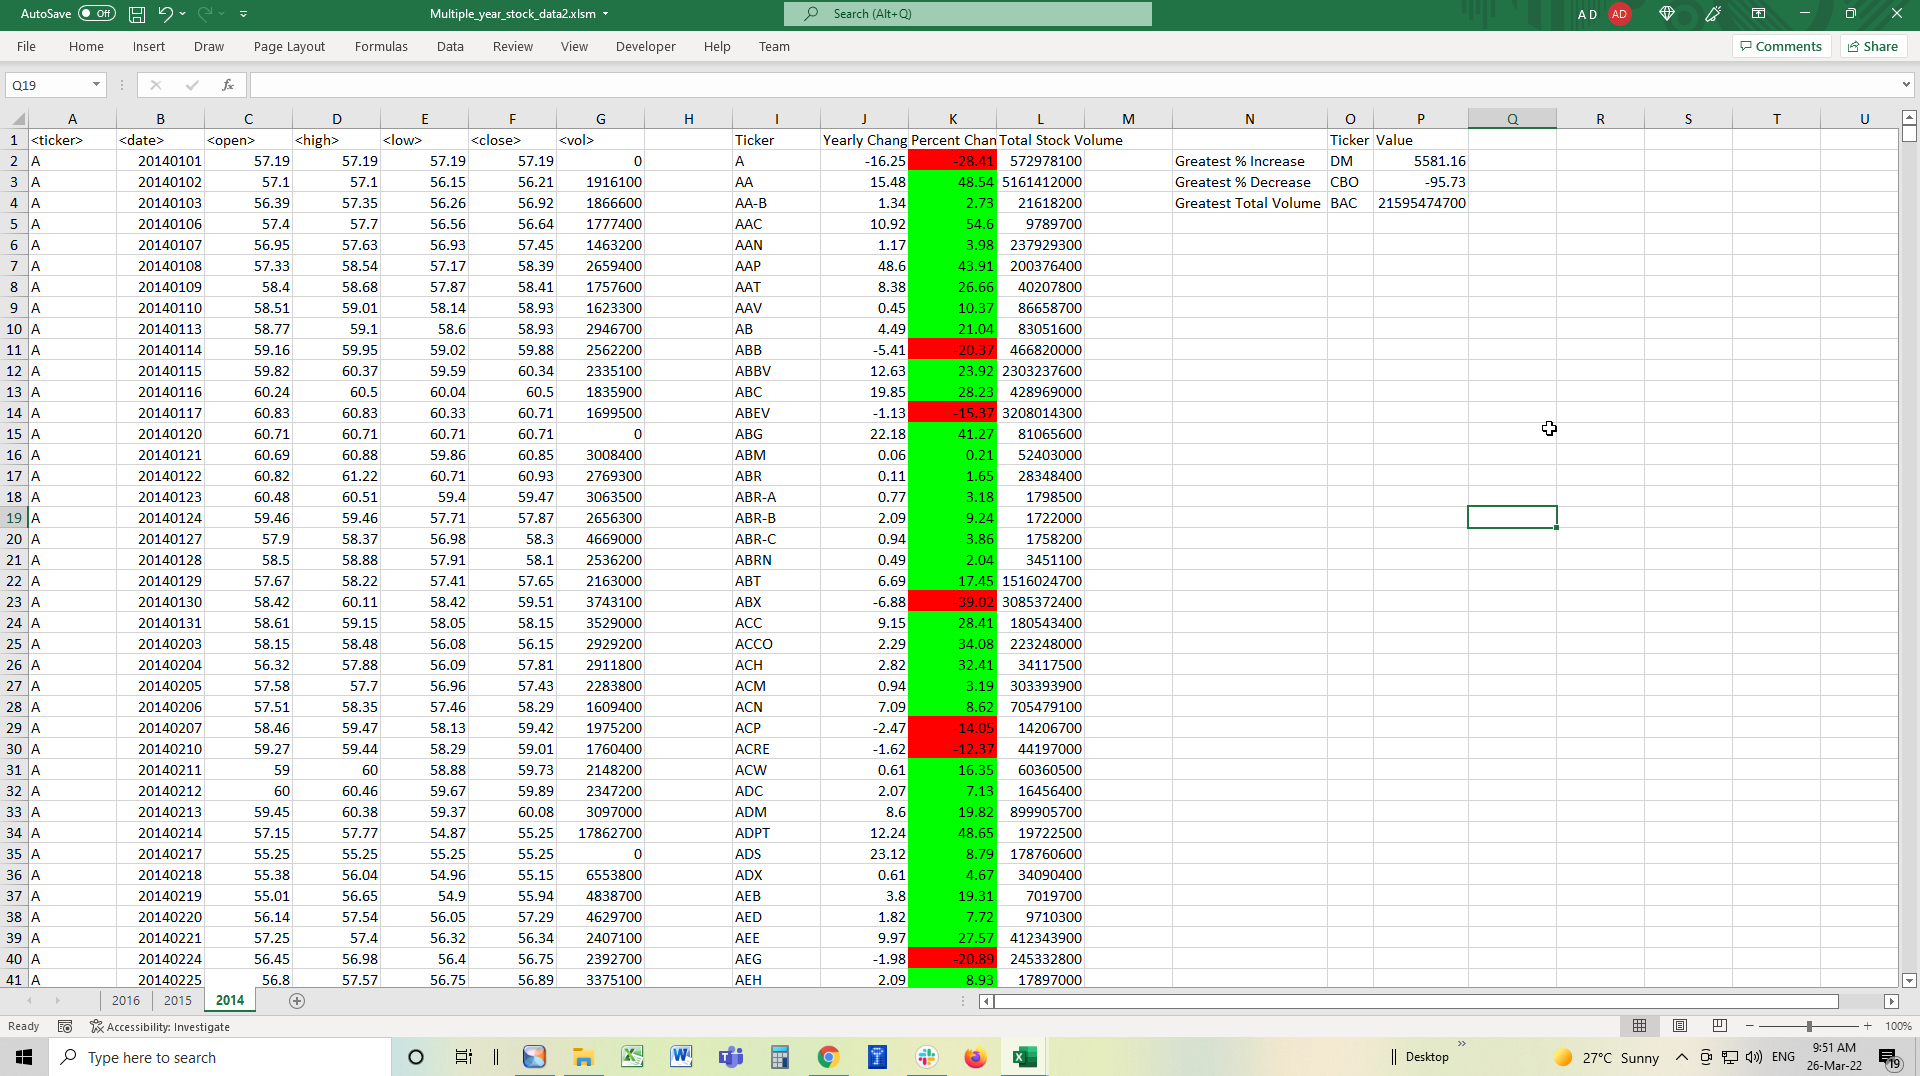 AutoSave Off Multiple_year_stock_data2.xlsm Search (Alt+Q) A D AD
File Home Insert Draw Page Layout Formulas Data Review View Developer Help Team Comments Share
Q19 fx
A B C D E F G H I J K L M N O P Q R S T U
1 <ticker> <date> <open> <high> <low> <close> <vol> Ticker Yearly Chang Percent Chan Total Stock Volume Ticker Value
2 A 20140101 57.19 57.19 57.19 57.19 0 A -16.25 -28.41 572978100 Greatest % Increase DM 5581.16
3 A 20140102 57.1 57.1 56.15 56.21 1916100 AA 15.48 48.54 5161412000 Greatest % Decrease CBO -95.73
4 A 20140103 56.39 57.35 56.26 56.92 1866600 AA-B 1.34 2.73 21618200 Greatest Total Volume BAC 21595474700
5 A 20140106 57.4 57.7 56.56 56.64 1777400 AAC 10.92 54.6 9789700
6 A 20140107 56.95 57.63 56.93 57.45 1463200 AAN 1.17 3.98 237929300
7 A 20140108 57.33 58.54 57.17 58.39 2659400 AAP 48.6 43.91 200376400
8 A 20140109 58.4 58.68 57.87 58.41 1757600 AAT 8.38 26.66 40207800
9 A 20140110 58.51 59.01 58.14 58.93 1623300 AAV 0.45 10.37 86658700
10 A 20140113 58.77 59.1 58.6 58.93 2946700 AB 4.49 21.04 83051600
11 A 20140114 59.16 59.95 59.02 59.88 2562200 ABB -5.41 -20.37 466820000
12 A 20140115 59.82 60.37 59.59 60.34 2335100 ABBV 12.63 23.92 2303237600
13 A 20140116 60.24 60.5 60.04 60.5 1835900 ABC 19.85 28.23 428969000
14 A 20140117 60.83 60.83 60.33 60.71 1699500 ABEV -1.13 -15.37 3208014300
15 A 20140120 60.71 60.71 60.71 60.71 0 ABG 22.18 41.27 81065600
16 A 20140121 60.69 60.88 59.86 60.85 3008400 ABM 0.06 0.21 52403000
17 A 20140122 60.82 61.22 60.71 60.93 2769300 ABR 0.11 1.65 28348400
18 A 20140123 60.48 60.51 59.4 59.47 3063500 ABR-A 0.77 3.18 1798500
19 A 20140124 59.46 59.46 57.71 57.87 2656300 ABR-B 2.09 9.24 1722000
20 A 20140127 57.9 58.37 56.98 58.3 4669000 ABR-C 0.94 3.86 1758200
21 A 20140128 58.5 58.88 57.91 58.1 2536200 ABRN 0.49 2.04 3451100
22 A 20140129 57.67 58.22 57.41 57.65 2163000 ABT 6.69 17.45 1516024700
23 A 20140130 58.42 60.11 58.42 59.51 3743100 ABX -6.88 -39.02 3085372400
24 A 20140131 58.61 59.15 58.05 58.15 3529000 ACC 9.15 28.41 180543400
25 A 20140203 58.15 58.48 56.08 56.15 2929200 ACCO 2.29 34.08 223248000
26 A 20140204 56.32 57.88 56.09 57.81 2911800 ACH 2.82 32.41 34117500
27 A 20140205 57.58 57.7 56.96 57.43 2283800 ACM 0.94 3.19 303393900
28 A 20140206 57.51 58.35 57.46 58.29 1609400 ACN 7.09 8.62 705479100
29 A 20140207 58.46 59.47 58.13 59.42 1975200 ACP -2.47 -14.05 14206700
30 A 20140210 59.27 59.44 58.29 59.01 1760400 ACRE -1.62 -12.37 44197000
31 A 20140211 59 60 58.88 59.73 2148200 ACW 0.61 16.35 60360500
32 A 20140212 60 60.46 59.67 59.89 2347200 ADC 2.07 7.13 16456400
33 A 20140213 59.45 60.38 59.37 60.08 3097000 ADM 8.6 19.82 899905700
34 A 20140214 57.15 57.77 54.87 55.25 17862700 ADPT 12.24 48.65 19722500
35 A 20140217 55.25 55.25 55.25 55.25 0 ADS 23.12 8.79 178760600
36 A 20140218 55.38 56.04 54.96 55.15 6553800 ADX 0.61 4.67 34090400
37 A 20140219 55.01 56.65 54.9 55.94 4838700 AEB 3.8 19.31 7019700
38 A 20140220 56.14 57.54 56.05 57.29 4629700 AED 1.82 7.72 9710300
39 A 20140221 57.25 57.4 56.32 56.34 2407100 AEE 9.97 27.57 412343900
40 A 20140224 56.45 56.98 56.4 56.75 2392700 AEG -1.98 -20.89 245332800
41 A 20140225 56.8 57.57 56.75 56.89 3375100 AEH 2.09 8.93 17897000
2016 2015 2014
Ready Accessibility: Investigate 100%
Type here to search Desktop 27°C Sunny ENG 9:51 AM
26-Mar-22 19